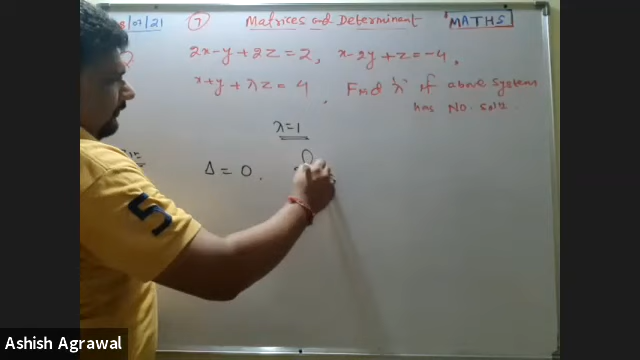 /07/21 7 Matrices and Determinant MATHS
2x-y+2z=2, x-2y+z=-4,
x+y+λz=4, Find λ if above system
has No. soln.
λ=1
Δ = 0.
5
Ashish Agrawal